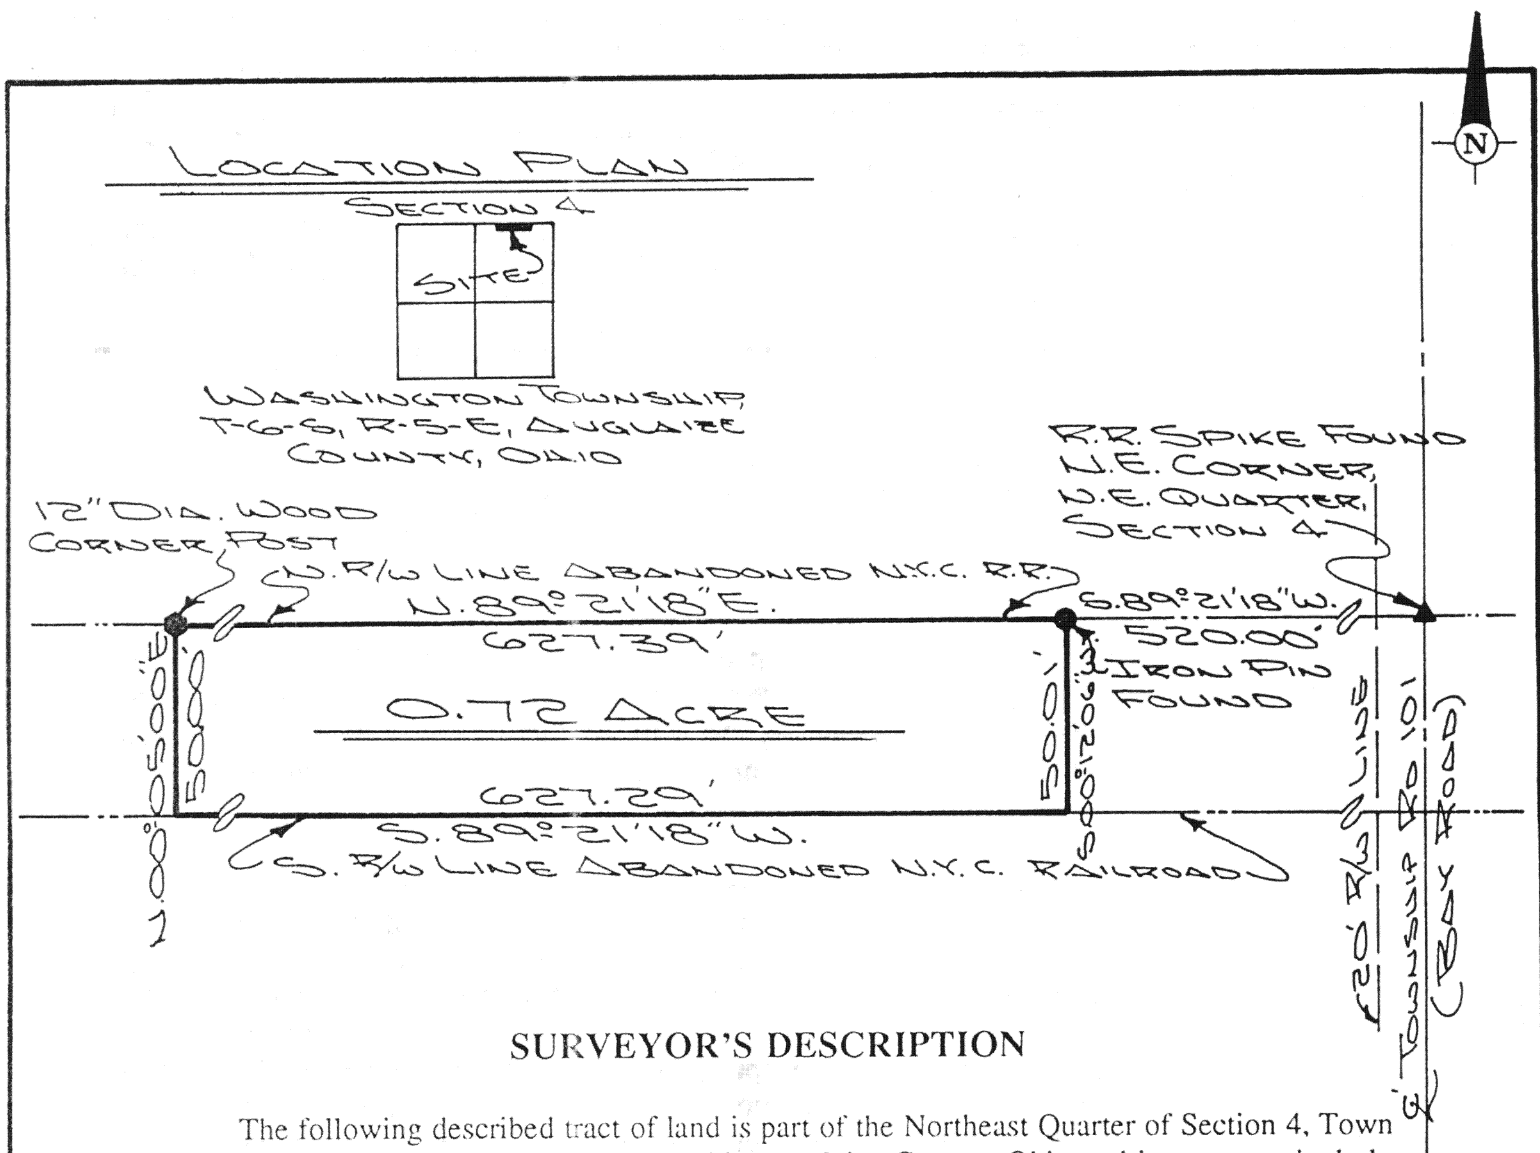 N
LOCATION PLAN
SECTION 4
SITE
WASHINGTON TOWNSHIP,
T-6-S, R-5-E, AUGLAIZE
COUNTY, OHIO
R.R. SPIKE FOUND
N.E. CORNER,
N.E. QUARTER,
SECTION 4
12" DIA. WOOD
CORNER POST
N. R/W LINE ABANDONED N.Y.C. R.R.
N. 89° 21' 18" E.
627.39'
S. 89° 21' 18" W.
520.00'
IRON PIN
FOUND
N. 00° 05' 00" E
50.00'
0.72 ACRE
50.01'
S 00° 12' 06" W.
627.29'
S. 89° 21' 18" W.
S. R/W LINE ABANDONED N.Y.C. RAILROAD
20' R/W LINE
TOWNSHIP RD 101
(BAY ROAD)
SURVEYOR'S DESCRIPTION
The following described tract of land is part of the Northeast Quarter of Section 4, Town